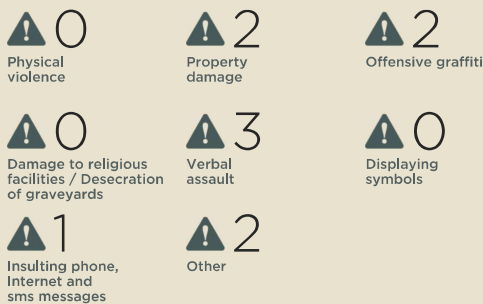 0
Physical
violence
2
Property
damage
2
Offensive graffiti
0
Damage to religious
facilities / Desecration
of graveyards
3
Verbal
assault
0
Displaying
symbols
1
Insulting phone,
Internet and
sms messages
2
Other